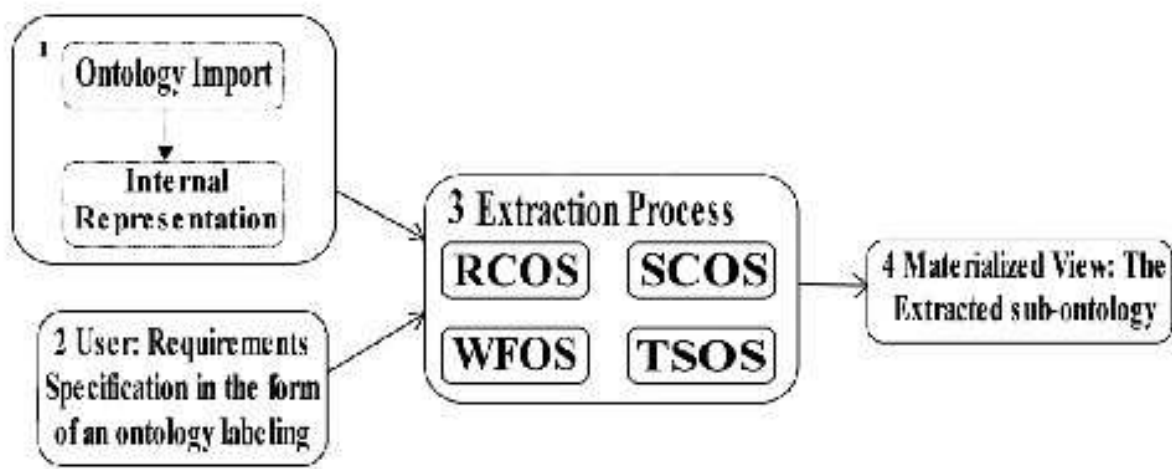 1
Ontology Import
Internal
Representation
2 User: Requirements
Specification in the form
of an ontology labeling
3 Extraction Process
RCOS
SCOS
WFOS
TSOS
4 Materialized View: The
Extracted sub-ontology